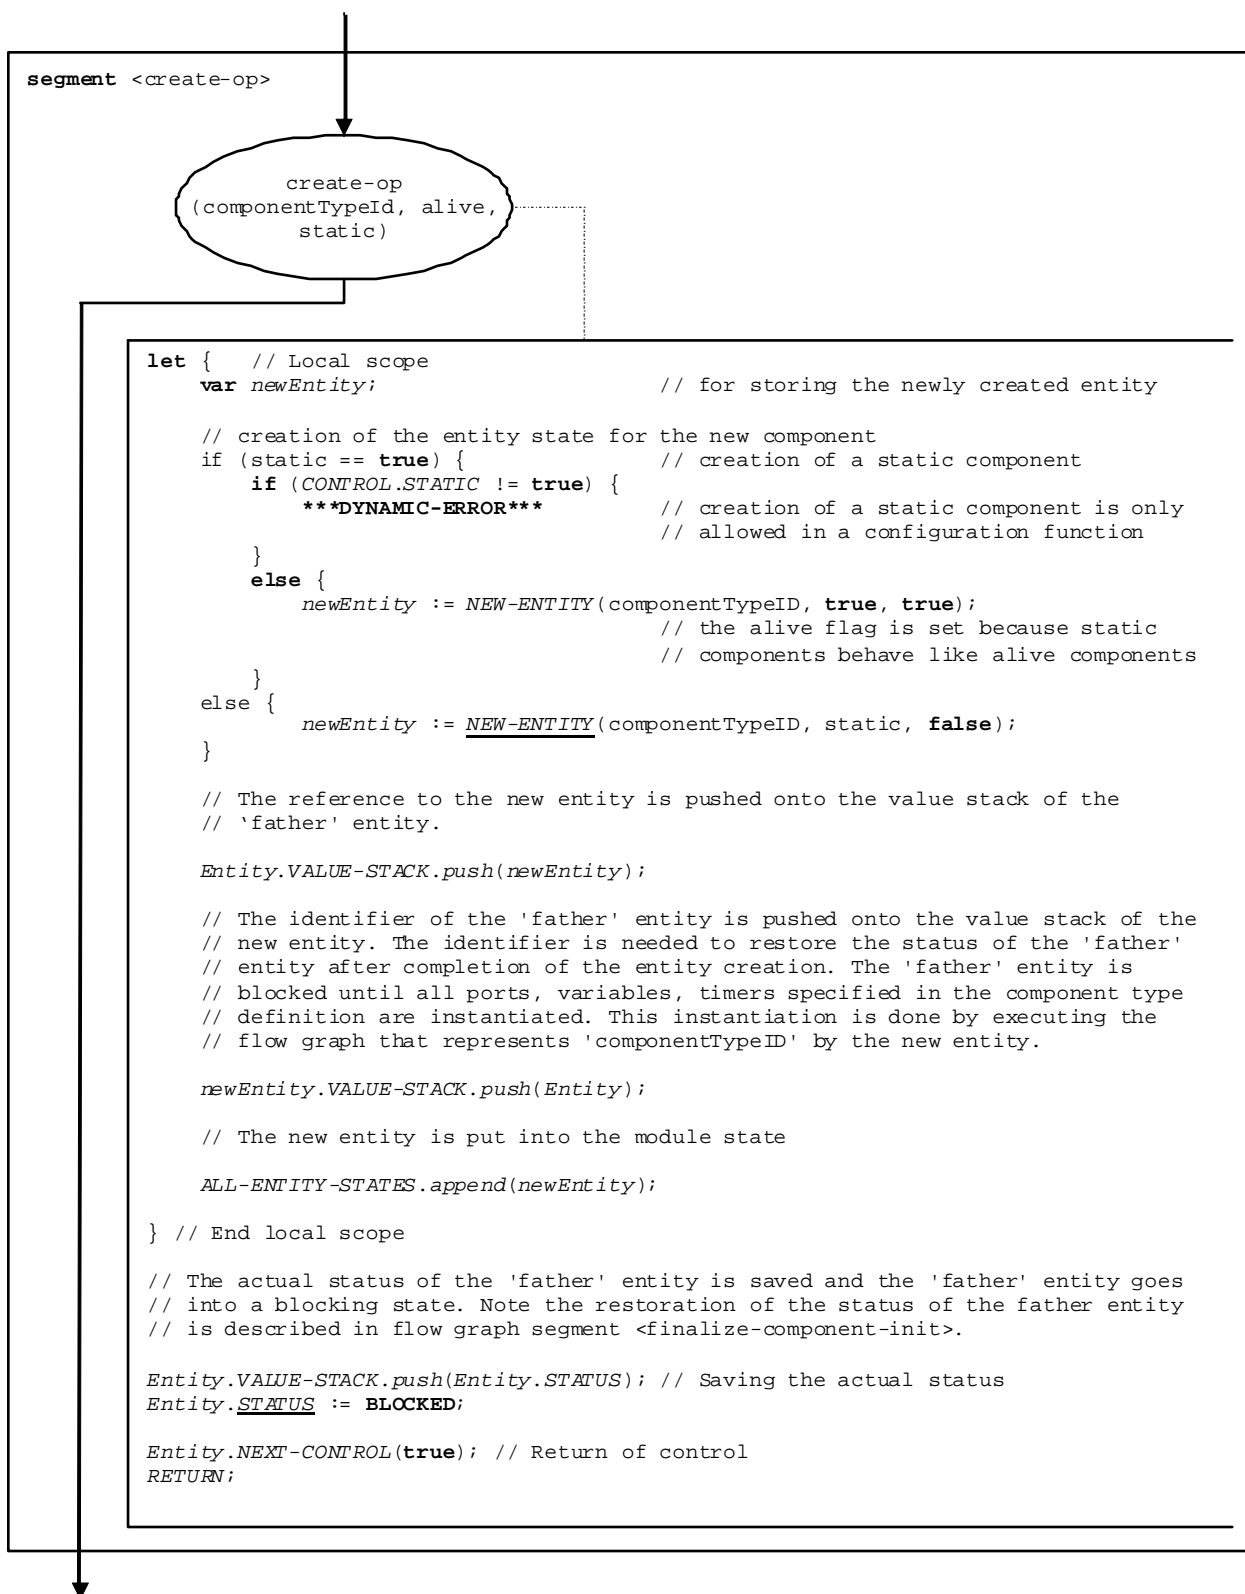 segment <create-op>
create-op
(componentTypeId, alive,
static)
let {   // Local scope
var newEntity;   // for storing the newly created entity
// creation of the entity state for the new component
if (static == true) {   // creation of a static component
if (CONTROL.STATIC != true) {
***DYNAMIC-ERROR***   // creation of a static component is only
// allowed in a configuration function
}
else {
newEntity := NEW-ENTITY(componentTypeID, true, true);
// the alive flag is set because static
// components behave like alive components
}
else {
newEntity := NEW-ENTITY(componentTypeID, static, false);
}
// The reference to the new entity is pushed onto the value stack of the
// ‘father' entity.
Entity.VALUE-STACK.push(newEntity);
// The identifier of the 'father' entity is pushed onto the value stack of the
// new entity. The identifier is needed to restore the status of the 'father'
// entity after completion of the entity creation. The 'father' entity is
// blocked until all ports, variables, timers specified in the component type
// definition are instantiated. This instantiation is done by executing the
// flow graph that represents 'componentTypeID' by the new entity.
newEntity.VALUE-STACK.push(Entity);
// The new entity is put into the module state
ALL-ENTITY-STATES.append(newEntity);
} // End local scope
// The actual status of the 'father' entity is saved and the 'father' entity goes
// into a blocking state. Note the restoration of the status of the father entity
// is described in flow graph segment <finalize-component-init>.
Entity.VALUE-STACK.push(Entity.STATUS); // Saving the actual status
Entity.STATUS := BLOCKED;
Entity.NEXT-CONTROL(true); // Return of control
RETURN;